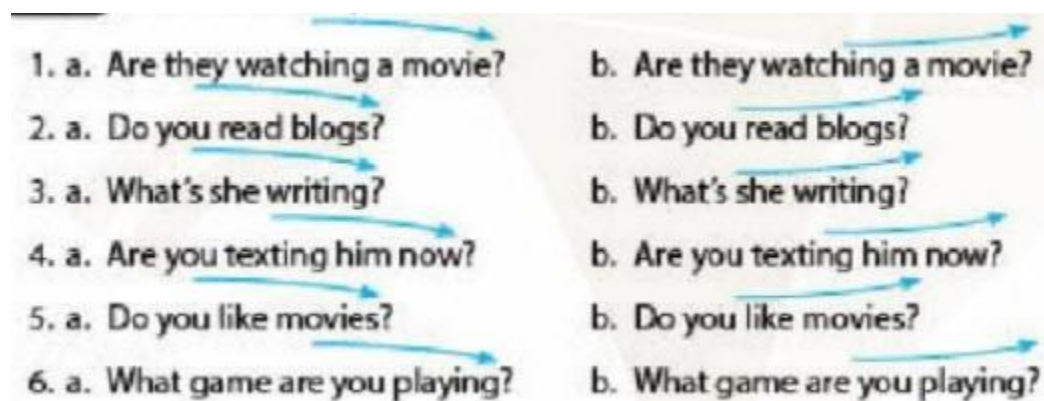 1. a. Are they watching a movie? b. Are they watching a movie?
2. a. Do you read blogs? b. Do you read blogs?
3. a. What's she writing? b. What's she writing?
4. a. Are you texting him now? b. Are you texting him now?
5. a. Do you like movies? b. Do you like movies?
6. a. What game are you playing? b. What game are you playing?